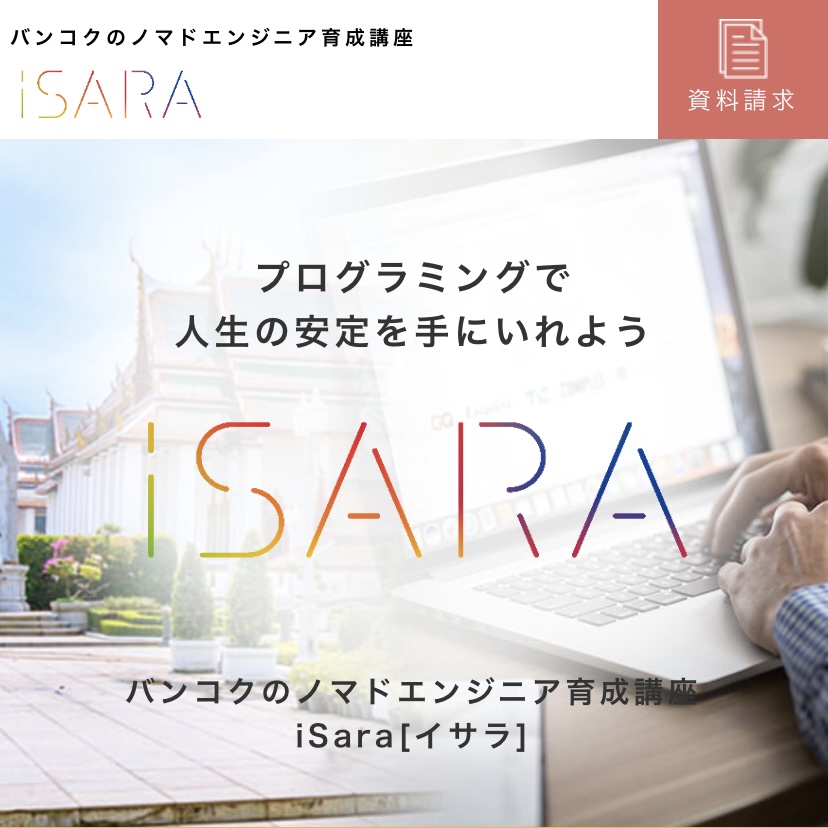 バンコクのノマドエンジニア育成講座
iSARA
資料請求
プログラミングで
人生の安定を手にいれよう
iSARA
バンコクのノマドエンジニア育成講座
iSara[イサラ]